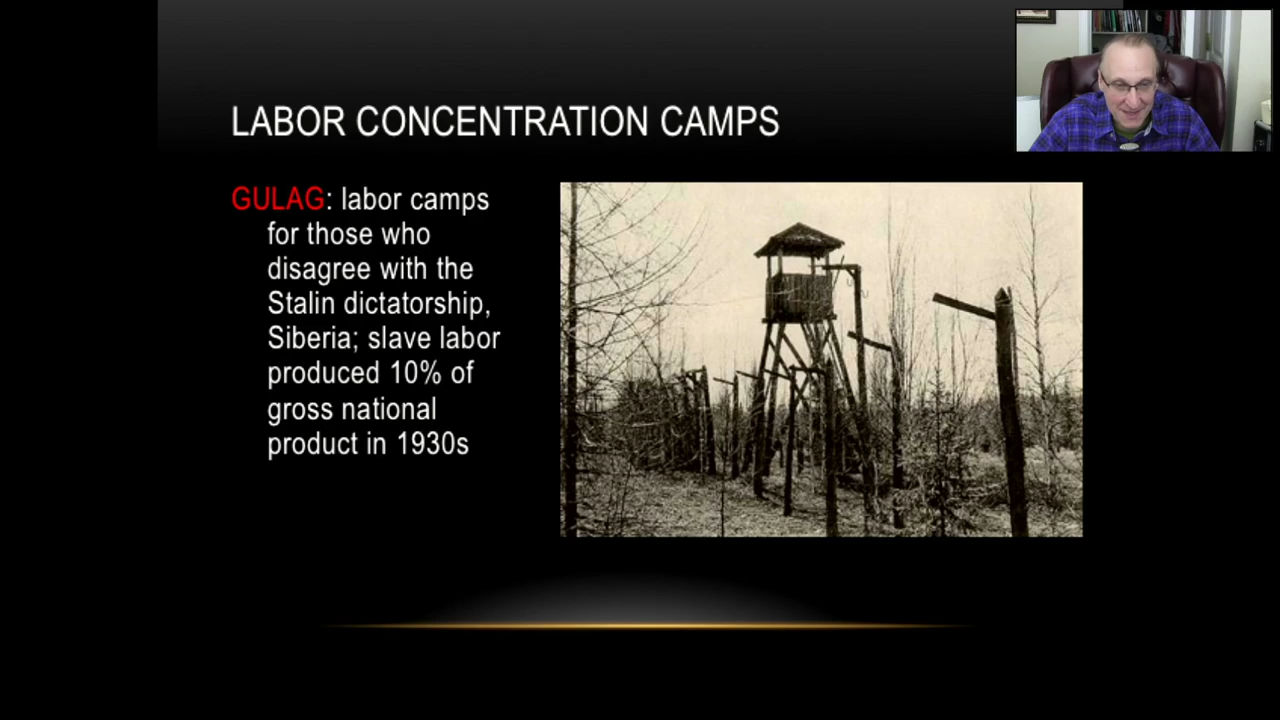 LABOR CONCENTRATION CAMPS
GULAG: labor camps
for those who
disagree with the
Stalin dictatorship,
Siberia; slave labor
produced 10% of
gross national
product in 1930s